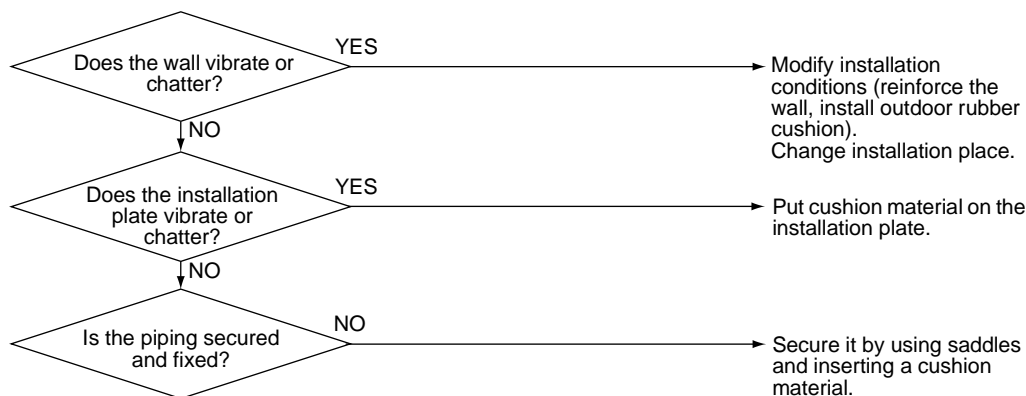 Does the wall vibrate or
chatter?
YES
Modify installation
conditions (reinforce the
wall, install outdoor rubber
cushion).
Change installation place.
NO
Does the installation
plate vibrate or
chatter?
YES
Put cushion material on the
installation plate.
NO
Is the piping secured
and fixed?
NO
Secure it by using saddles
and inserting a cushion
material.